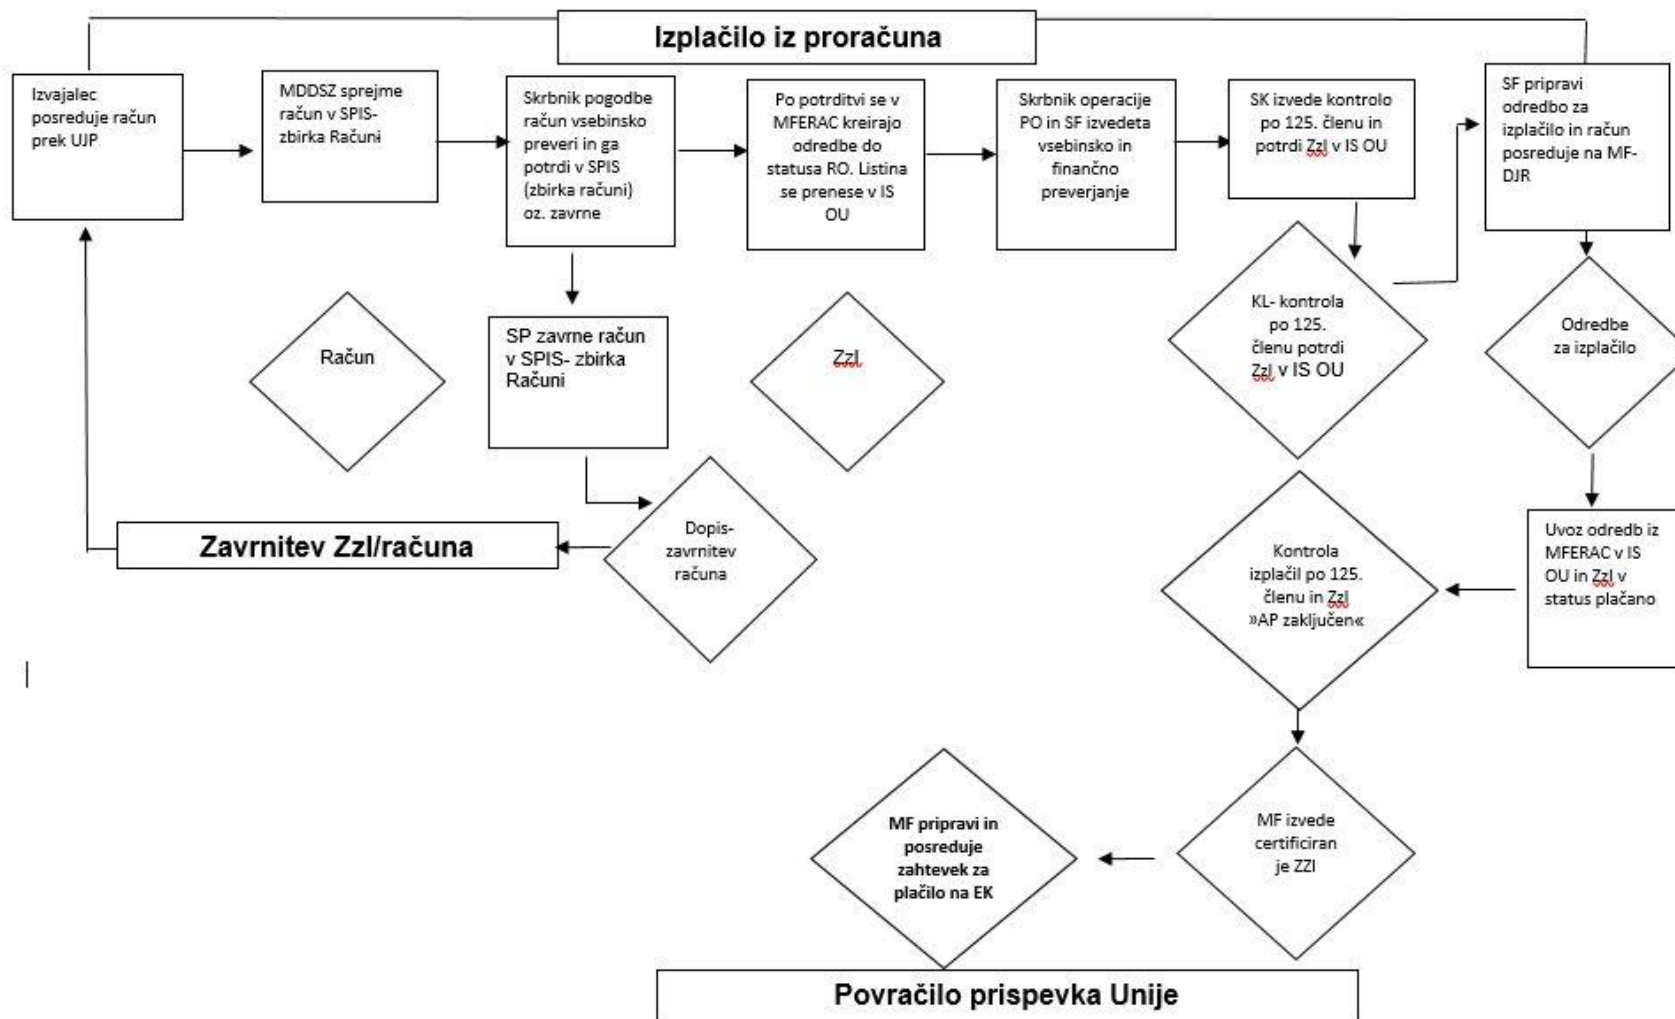 Izplačilo iz proračuna
Izvajalec
posreduje račun
prek UJP
MDDSZ sprejme
račun v SPIS-
zbirka Računi
Skrbnik pogodbe
račun vsebinsko
preveri in ga
potrdi v SPIS
(zbirka računi)
oz. zavrne
Po potrditvi se v
MFERAC kreirajo
odredbe do
statusa RO. Listina
se prenese v IS
OU
Skrbnik operacije
PO in SF izvedeta
vsebinsko in
finančno
preverjanje
SK izvede kontrolo
po 125. členu in
potrdi ZzI v IS OU
SF pripravi
odredbo za
izplačilo in račun
posreduje na MF-
DJR
Račun
SP zavrne račun
v SPIS- zbirka
Računi
ZzI
KL- kontrola
po 125.
členu potrdi
ZzI v IS OU
Odredbe
za izplačilo
Zavrnitev ZzI/računa
Dopis-
zavrnitev
računa
Kontrola
izplačil po 125.
členu in ZzI
»AP zaključen«
Uvoz odredb iz
MFERAC v IS
OU in ZzI v
status plačano
MF pripravi in
posreduje
zahtevek za
plačilo na EK
MF izvede
certificiran
je ZZI
Povračilo prispevka Unije